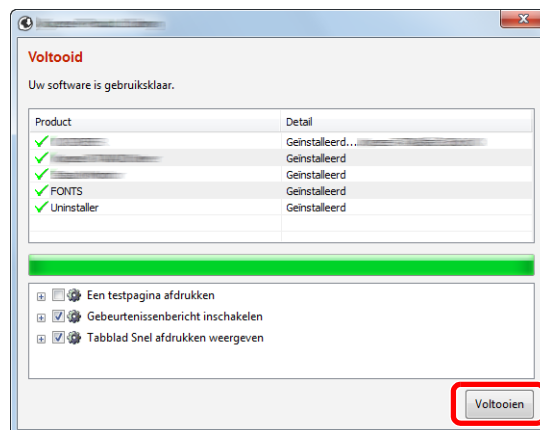 Voltooid
Uw software is gebruiksklaar.
Product Detail
Geïnstalleerd...
Geïnstalleerd
Geïnstalleerd
FONTS Geïnstalleerd
Uninstaller Geïnstalleerd
Een testpagina afdrukken
Gebeurtenissenbericht inschakelen
Tabblad Snel afdrukken weergeven
Voltooien